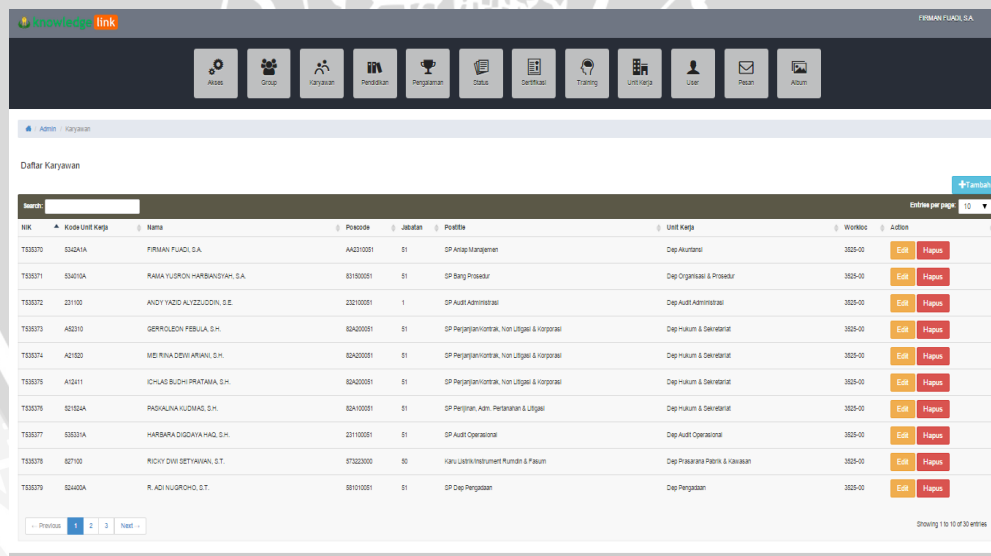 knowledge link
FIRMAN FUADI, S.A.
Akses Group Karyawan Pendidikan Pengalaman Status Sertifikasi Training Unit Kerja User Pesan Album
Admin / Karyawan
Daftar Karyawan
+Tambah
Search: Entries per page: 10
NIK Kode Unit Kerja Nama Poscode Jabatan Postitle Unit Kerja Workloc Action
T535370 5342A1A FIRMAN FUADI, S.A. AA2310051 51 SP Anlap Manajemen Dep Akuntansi 3525-00 Edit Hapus
T535371 534010A RAMA YUSRON HARBIANSYAH, S.A. 831500051 51 SP Bang Prosedur Dep Organisasi & Prosedur 3525-00 Edit Hapus
T535372 231100 ANDY YAZID ALYZZUDDIN, S.E. 232100051 1 SP Audit Administrasi Dep Audit Administrasi 3525-00 Edit Hapus
T535373 A52310 GERROLEON FEBULA, S.H. 82A200051 51 SP Perjanjian/Kontrak, Non Litigasi & Korporasi Dep Hukum & Sekretariat 3525-00 Edit Hapus
T535374 A21520 MEI RINA DEWI ARIANI, S.H. 82A200051 51 SP Perjanjian/Kontrak, Non Litigasi & Korporasi Dep Hukum & Sekretariat 3525-00 Edit Hapus
T535375 A12411 ICHLAS BUDHI PRATAMA, S.H. 82A200051 51 SP Perjanjian/Kontrak, Non Litigasi & Korporasi Dep Hukum & Sekretariat 3525-00 Edit Hapus
T535376 521524A PASKALINA KUDMAS, S.H. 82A100051 51 SP Perijinan, Adm. Pertanahan & Litigasi Dep Hukum & Sekretariat 3525-00 Edit Hapus
T535377 535331A HARBARA DIGDAYA HAQ, S.H. 231100051 51 SP Audit Operasional Dep Audit Operasional 3525-00 Edit Hapus
T535378 827100 RICKY DWI SETYAWAN, S.T. 573223000 50 Karu Listrik/Instrument Rumdin & Fasum Dep Prasarana Pabrik & Kawasan 3525-00 Edit Hapus
T535379 524400A R. ADI NUGROHO, S.T. 581010051 51 SP Dep Pengadaan Dep Pengadaan 3525-00 Edit Hapus
← Previous 1 2 3 Next → Showing 1 to 10 of 30 entries